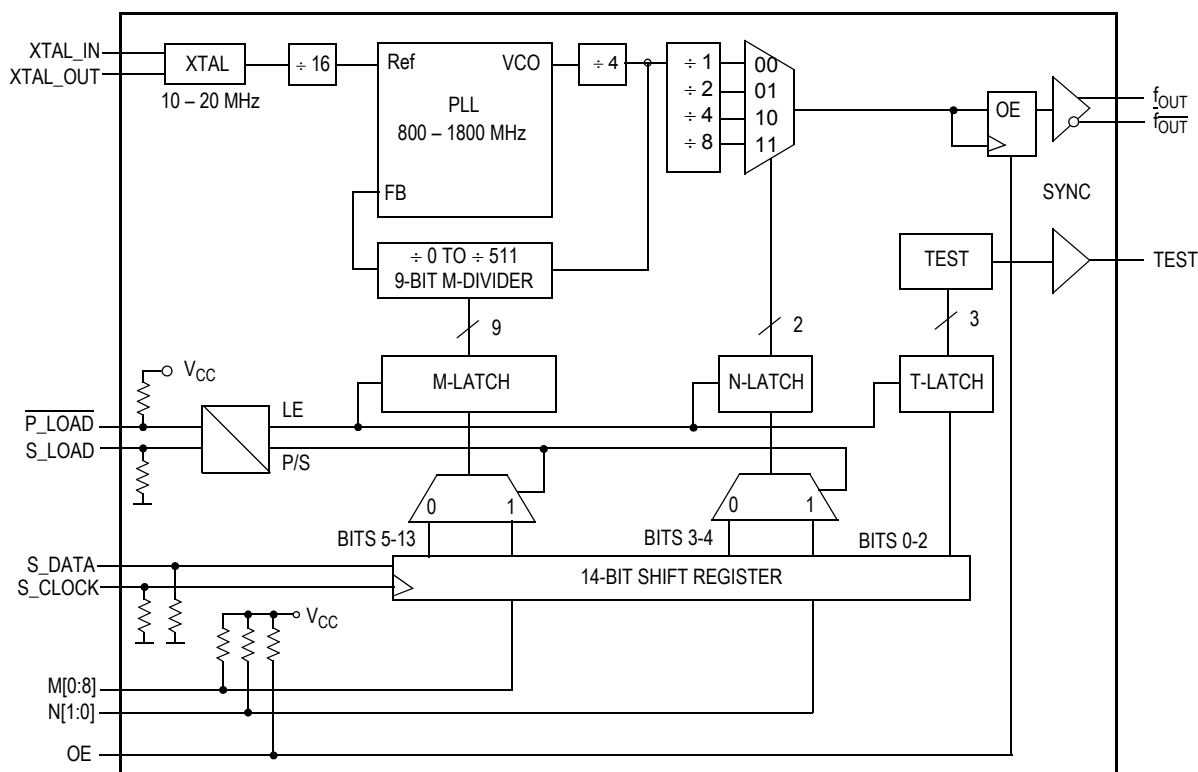 XTAL_IN
XTAL_OUT
XTAL
10 – 20 MHz
÷ 16
Ref
VCO
PLL
800 – 1800 MHz
FB
÷ 4
÷ 1
÷ 2
÷ 4
÷ 8
00
01
10
11
OE
fOUT
fOUT
SYNC
÷ 0 TO ÷ 511
9-BIT M-DIVIDER
TEST
TEST
9
2
3
VCC
M-LATCH
N-LATCH
T-LATCH
P_LOAD
S_LOAD
LE
P/S
0
1
0
1
BITS 5-13
BITS 3-4
BITS 0-2
S_DATA
S_CLOCK
14-BIT SHIFT REGISTER
VCC
M[0:8]
N[1:0]
OE